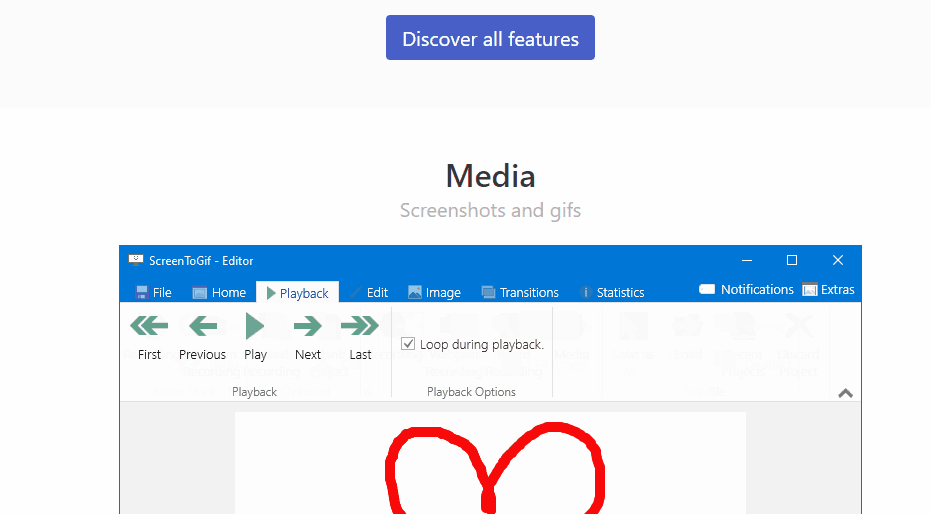 Discover all features
Media
Screenshots and gifs
ScreenToGif - Editor
File Home Playback Edit Image Transitions Statistics Notifications Extras
First Previous Play Next Last Loop during playback.
Playback Playback Options